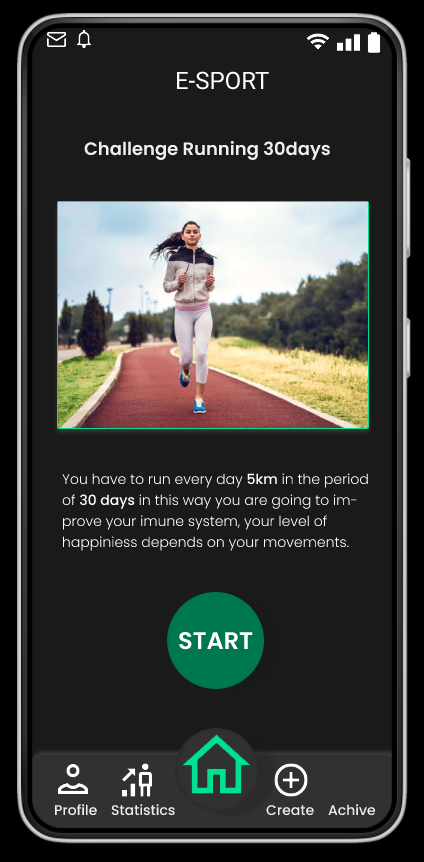 E-SPORT
Challenge Running 30days
You have to run every day 5km in the period
of 30 days in this way you are going to im-
prove your imune system, your level of
happiniess depends on your movements.
START
Profile Statistics Create Achive